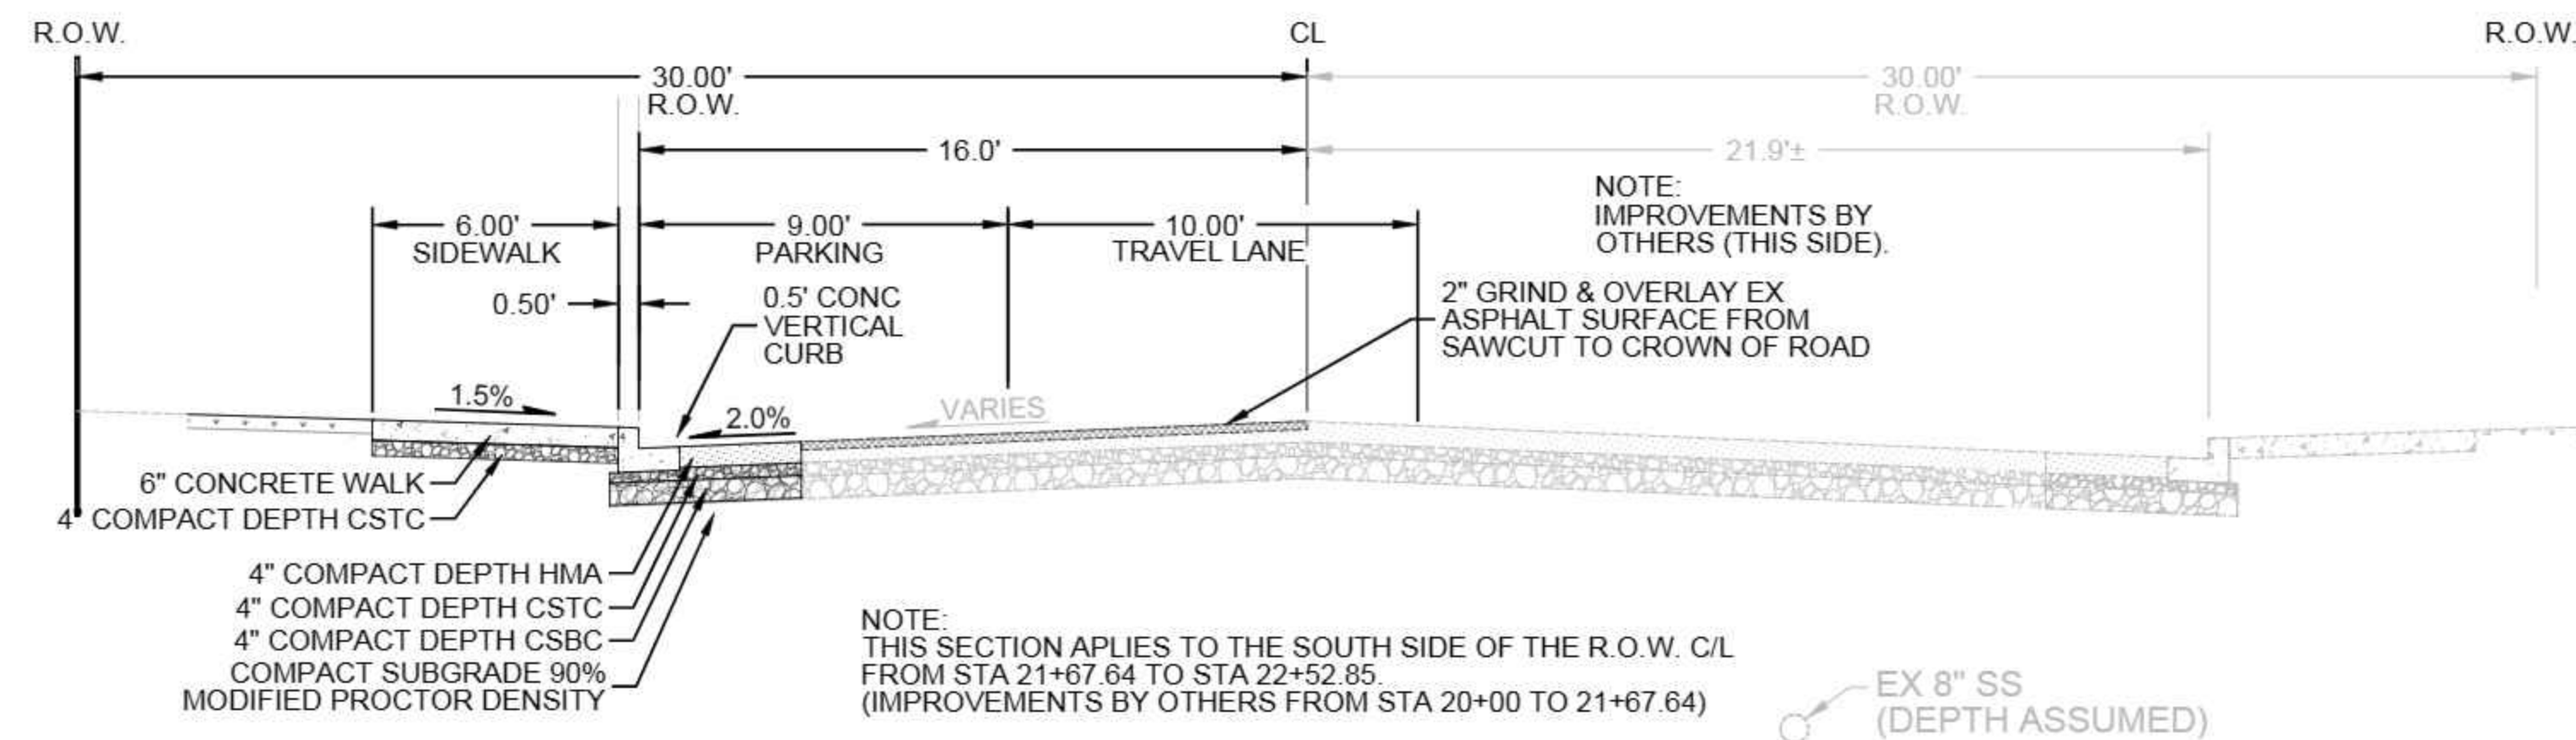 R.O.W.
CL
R.O.W.
30.00'
R.O.W.
30.00'
R.O.W.
16.0'
21.9'±
NOTE:
IMPROVEMENTS BY
OTHERS (THIS SIDE).
6.00'
SIDEWALK
9.00'
PARKING
10.00'
TRAVEL LANE
0.50'
0.5' CONC
VERTICAL
CURB
2" GRIND & OVERLAY EX
ASPHALT SURFACE FROM
SAWCUT TO CROWN OF ROAD
1.5%
2.0%
VARIES
6" CONCRETE WALK
4" COMPACT DEPTH CSTC
4" COMPACT DEPTH HMA
4" COMPACT DEPTH CSTC
4" COMPACT DEPTH CSBC
COMPACT SUBGRADE 90%
MODIFIED PROCTOR DENSITY
NOTE:
THIS SECTION APLIES TO THE SOUTH SIDE OF THE R.O.W. C/L
FROM STA 21+67.64 TO STA 22+52.85.
(IMPROVEMENTS BY OTHERS FROM STA 20+00 TO 21+67.64)
EX 8" SS
(DEPTH ASSUMED)